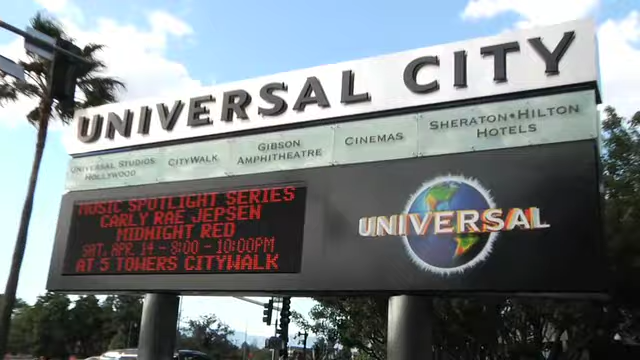 UNIVERSAL CITY
UNIVERSAL STUDIOS
HOLLYWOOD
CITYWALK
GIBSON
AMPHITHEATRE
CINEMAS
SHERATON•HILTON
HOTELS
MUSIC SPOTLIGHT SERIES
CARLY RAE JEPSEN
MIDNIGHT RED
SAT. APR 14 - 8:00 - 10:00PM
AT 5 TOWERS CITYWALK
UNIVERSAL